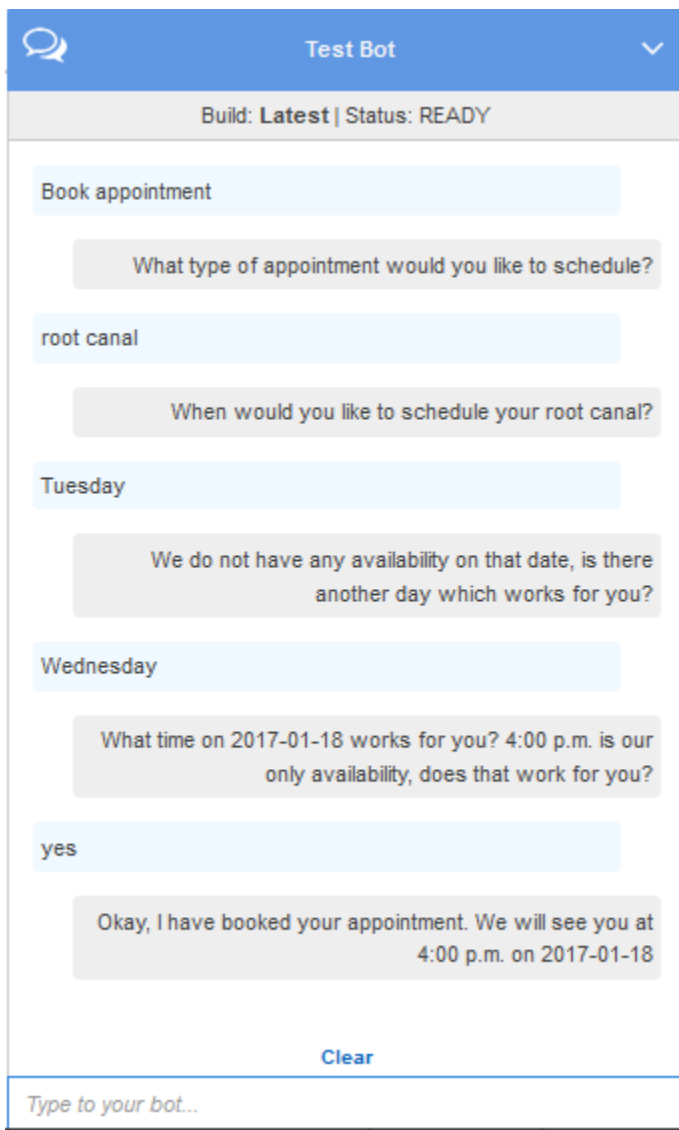 Test Bot
Build: Latest | Status: READY
Book appointment
What type of appointment would you like to schedule?
root canal
When would you like to schedule your root canal?
Tuesday
We do not have any availability on that date, is there
another day which works for you?
Wednesday
What time on 2017-01-18 works for you? 4:00 p.m. is our
only availability, does that work for you?
yes
Okay, I have booked your appointment. We will see you at
4:00 p.m. on 2017-01-18
Clear
Type to your bot...